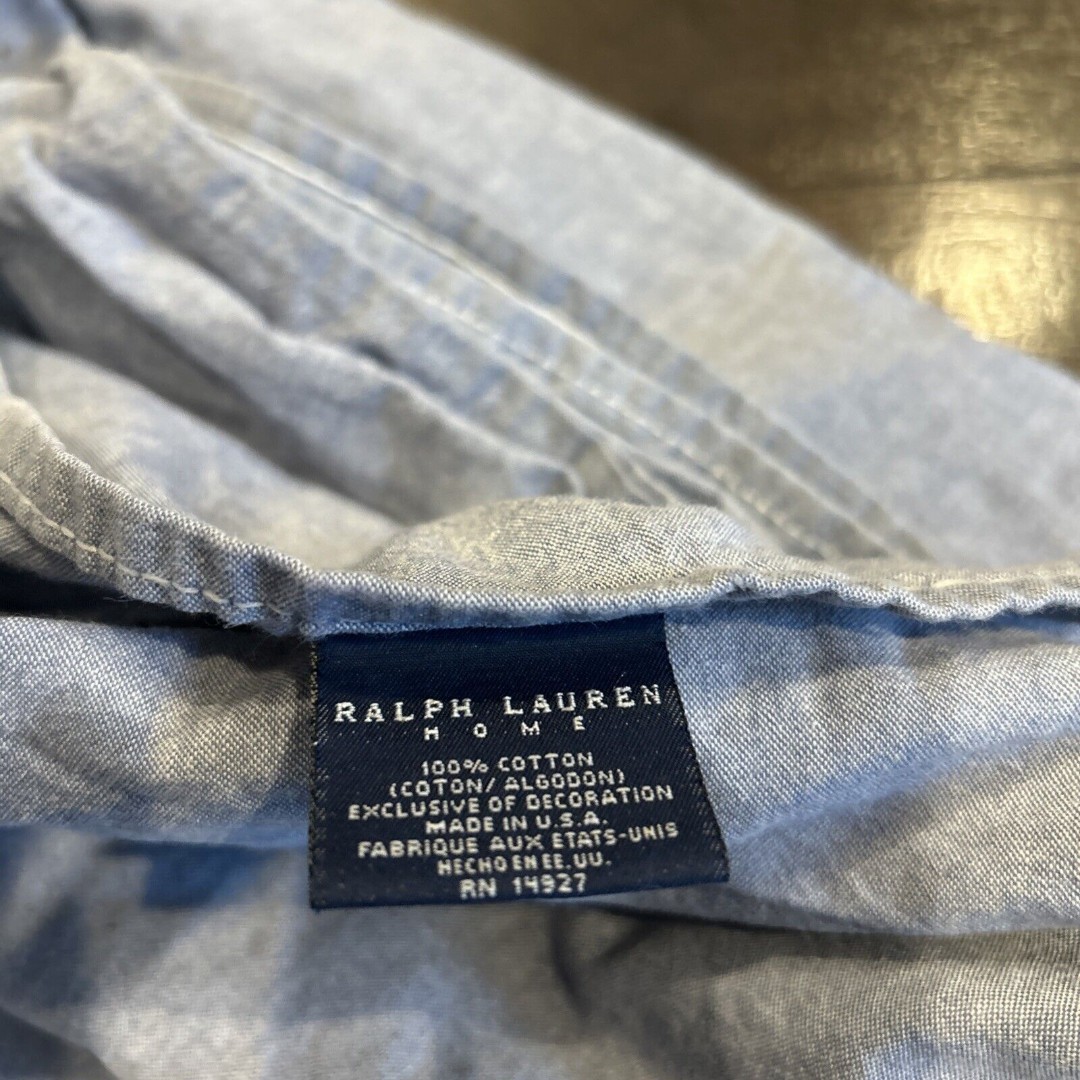 RALPH LAUREN
HOME
100% COTTON
(COTON/ ALGODON)
EXCLUSIVE OF DECORATION
MADE IN U.S.A.
FABRIQUE AUX ETATS-UNIS
HECHO EN EE.UU.
RN 14927